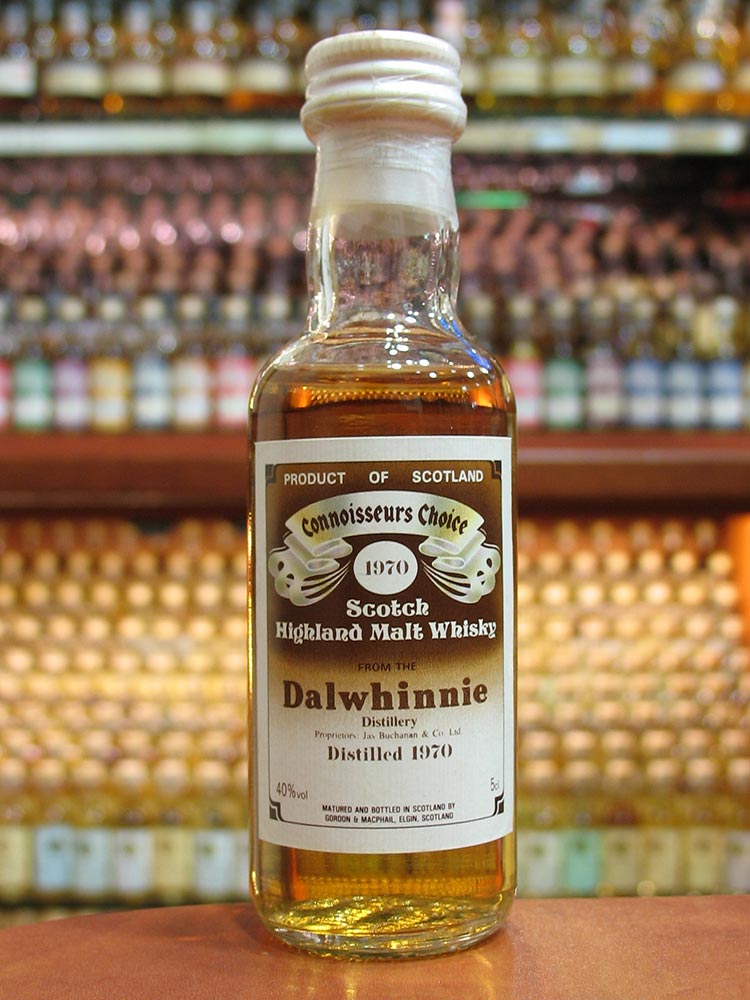 PRODUCT OF SCOTLAND
Connoisseurs Choice
1970
Scotch
Highland Malt Whisky
FROM THE
Dalwhinnie
Distillery
Proprietors: Jas Buchanan & Co. Ltd.
Distilled 1970
40%vol 5cl
MATURED AND BOTTLED IN SCOTLAND BY
GORDON & MACPHAIL, ELGIN, SCOTLAND